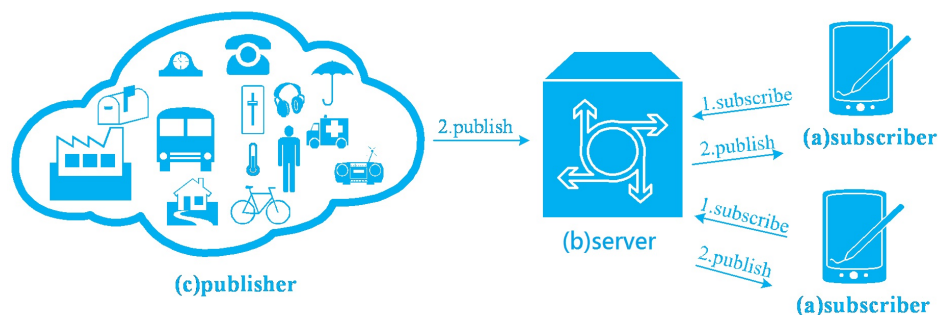 2.publish
(c)publisher
(b)server
1.subscribe
2.publish
(a)subscriber
1.subscribe
2.publish
(a)subscriber